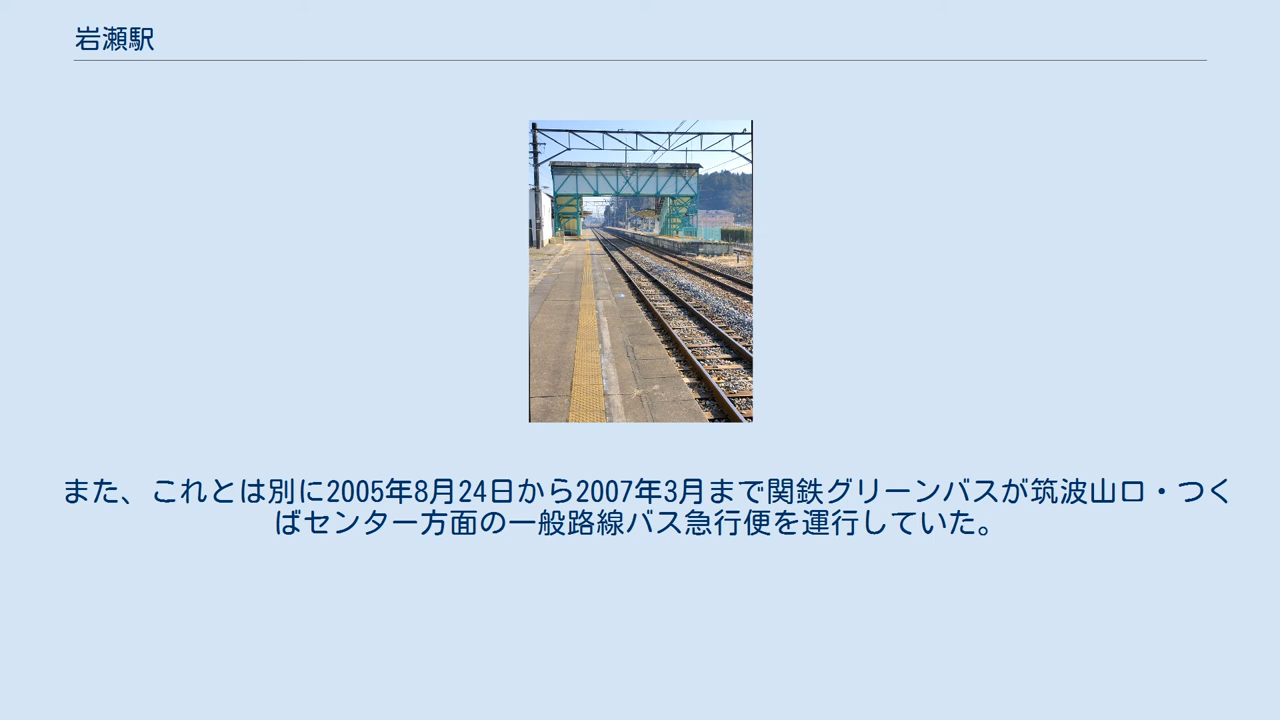 岩瀬駅
また、これとは別に2005年8月24日から2007年3月まで関鉄グリーンバスが筑波山口・つく
ばセンター方面の一般路線バス急行便を運行していた。